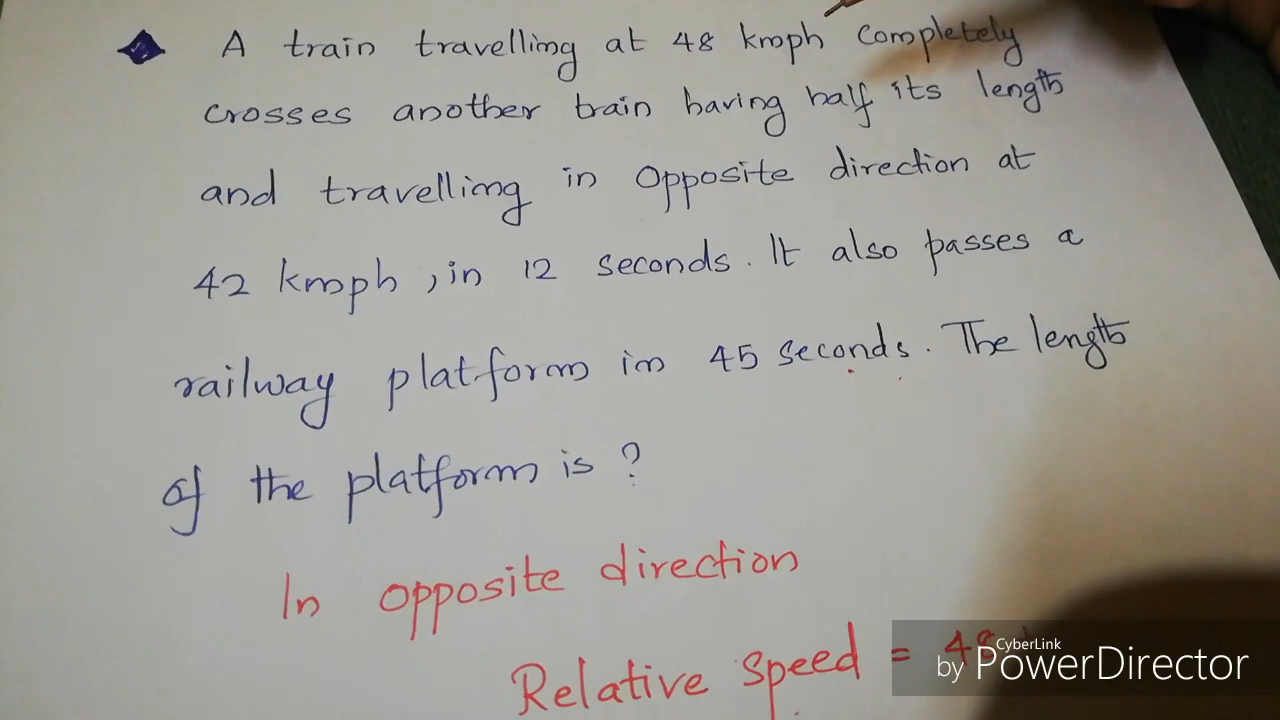 A train travelling at 48 kmph completely
crosses another train having half its length
and travelling in opposite direction at
42 kmph, in 12 seconds. It also passes a
railway platform in 45 seconds. The length
of the platform is ?
In opposite direction
Relative speed = 48
CyberLink
by PowerDirector